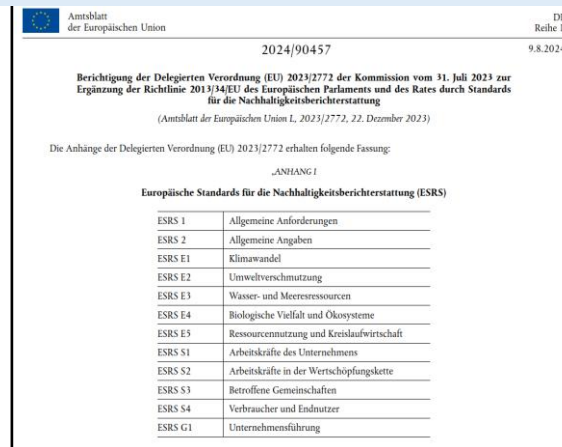 Amtsblatt
der Europäischen Union
DE
Reihe L
2024/90457
9.8.2024
Berichtigung der Delegierten Verordnung (EU) 2023/2772 der Kommission vom 31. Juli 2023 zur
Ergänzung der Richtlinie 2013/34/EU des Europäischen Parlaments und des Rates durch Standards
für die Nachhaltigkeitsberichterstattung
(Amtsblatt der Europäischen Union L, 2023/2772, 22. Dezember 2023)
Die Anhänge der Delegierten Verordnung (EU) 2023/2772 erhalten folgende Fassung:
„ANHANG I
Europäische Standards für die Nachhaltigkeitsberichterstattung (ESRS)
ESRS 1 Allgemeine Anforderungen
ESRS 2 Allgemeine Angaben
ESRS E1 Klimawandel
ESRS E2 Umweltverschmutzung
ESRS E3 Wasser- und Meeresressourcen
ESRS E4 Biologische Vielfalt und Ökosysteme
ESRS E5 Ressourcennutzung und Kreislaufwirtschaft
ESRS S1 Arbeitskräfte des Unternehmens
ESRS S2 Arbeitskräfte in der Wertschöpfungskette
ESRS S3 Betroffene Gemeinschaften
ESRS S4 Verbraucher und Endnutzer
ESRS G1 Unternehmensführung